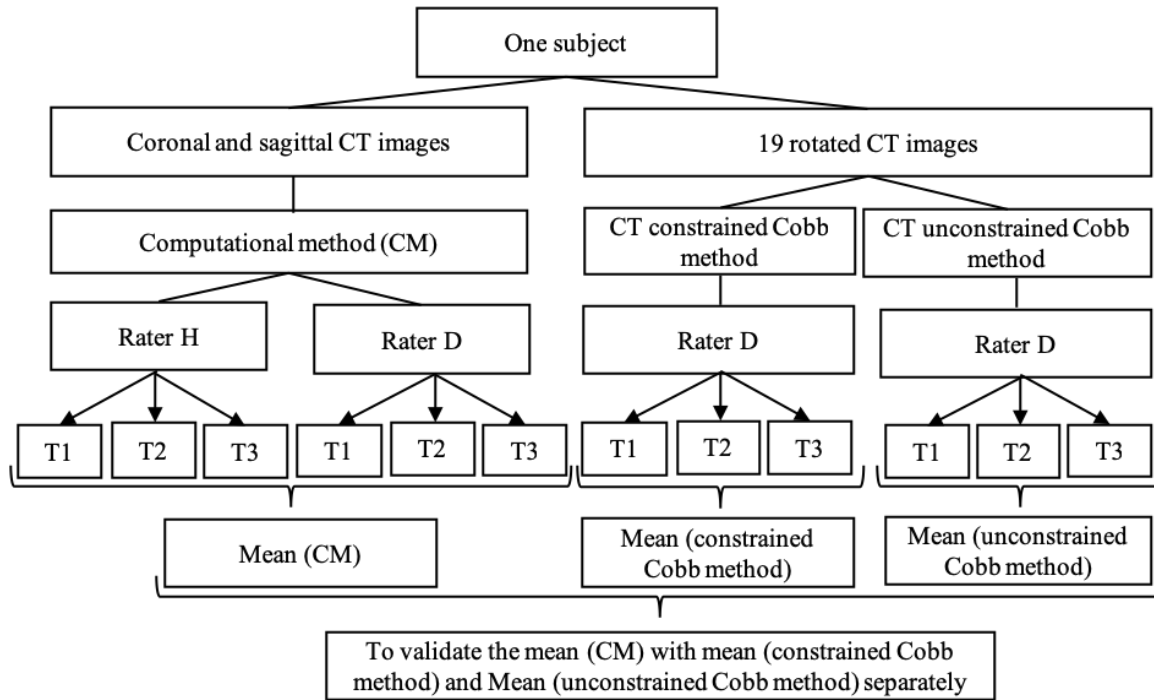 One subject
Coronal and sagittal CT images
19 rotated CT images
Computational method (CM)
CT constrained Cobb
method
CT unconstrained Cobb
method
Rater H
Rater D
Rater D
Rater D
T1
T2
T3
T1
T2
T3
T1
T2
T3
T1
T2
T3
Mean (CM)
Mean (constrained
Cobb method)
Mean (unconstrained
Cobb method)
To validate the mean (CM) with mean (constrained Cobb
method) and Mean (unconstrained Cobb method) separately